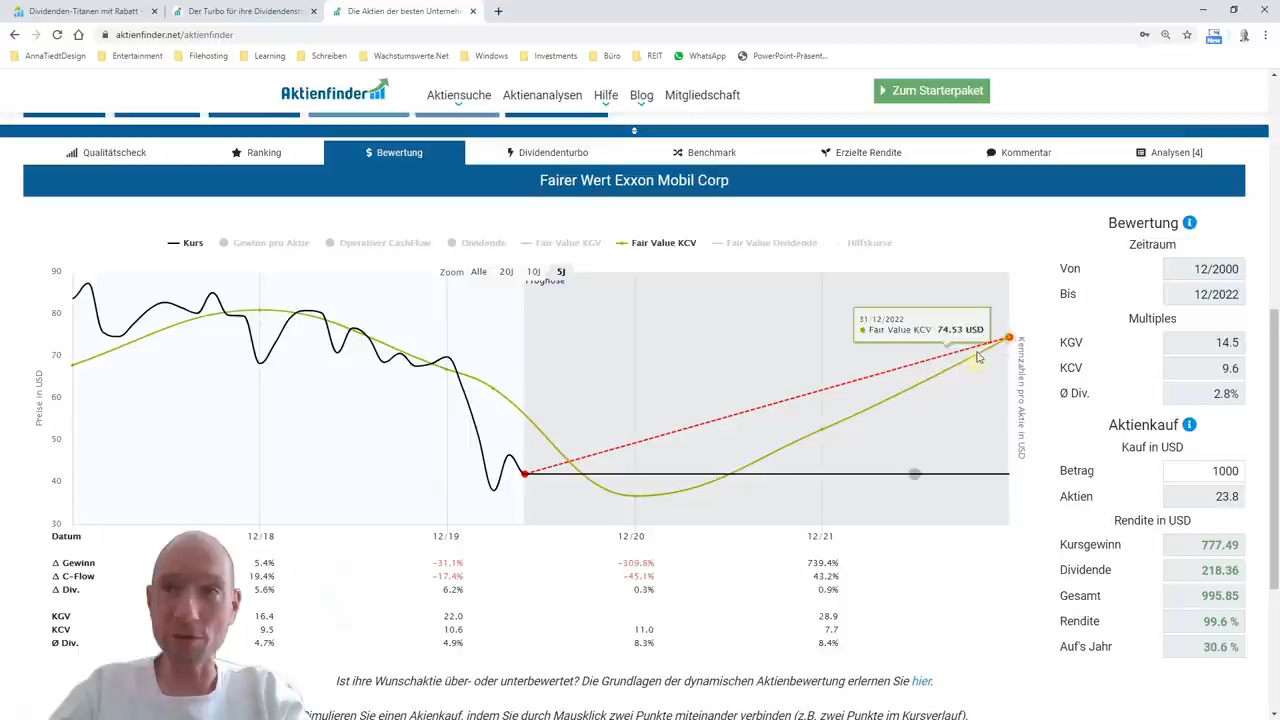 Dividenden-Titanen mit Rabatt -
Der Turbo für ihre Dividendenst
Die Aktien der besten Unterneh
aktienfinder.net/aktienfinder
New
AnnaTiedtDesign
Entertainment
Filehosting
Learning
Schreiben
Wachstumswerte.Net
Windows
Investments
Büro
REIT
WhatsApp
PowerPoint-Präsent...
Aktienfinder
Aktiensuche
Aktienanalysen
Hilfe
Blog
Mitgliedschaft
Zum Starterpaket
Qualitätscheck
Ranking
$ Bewertung
Dividendenturbo
Benchmark
Erzielte Rendite
Kommentar
Analysen [4]
Fairer Wert Exxon Mobil Corp
Kurs
Gewinn pro Aktie
Operativer CashFlow
Dividende
Fair Value KGV
Fair Value KCV
Fair Value Dividende
Hilfskurse
Zoom Alle 20J 10J 5J
Prognose
90
80
70
60
50
40
30
Preise in USD
Kennzahlen pro Aktie in USD
31/12/2022
Fair Value KCV 74.53 USD
Datum 12/18 12/19 12/20 12/21
Δ Gewinn 5.4% -31.1% -309.8% 739.4%
Δ C-Flow 19.4% -17.4% -45.1% 43.2%
Δ Div. 5.6% 6.2% 0.3% 0.9%
KGV 16.4 22.0 28.9
KCV 9.5 10.6 11.0 7.7
Ø Div. 4.7% 4.9% 8.3% 8.4%
Bewertung
Zeitraum
Von 12/2000
Bis 12/2022
Multiples
KGV 14.5
KCV 9.6
Ø Div. 2.8%
Aktienkauf
Kauf in USD
Betrag 1000
Aktien 23.8
Rendite in USD
Kursgewinn 777.49
Dividende 218.36
Gesamt 995.85
Rendite 99.6 %
Auf's Jahr 30.6 %
Ist ihre Wunschaktie über- oder unterbewertet? Die Grundlagen der dynamischen Aktienbewertung erlernen Sie hier.
imulieren Sie einen Akienkauf, indem Sie durch Mausklick zwei Punkte miteinander verbinden (z.B. zwei Punkte im Kursverlauf).